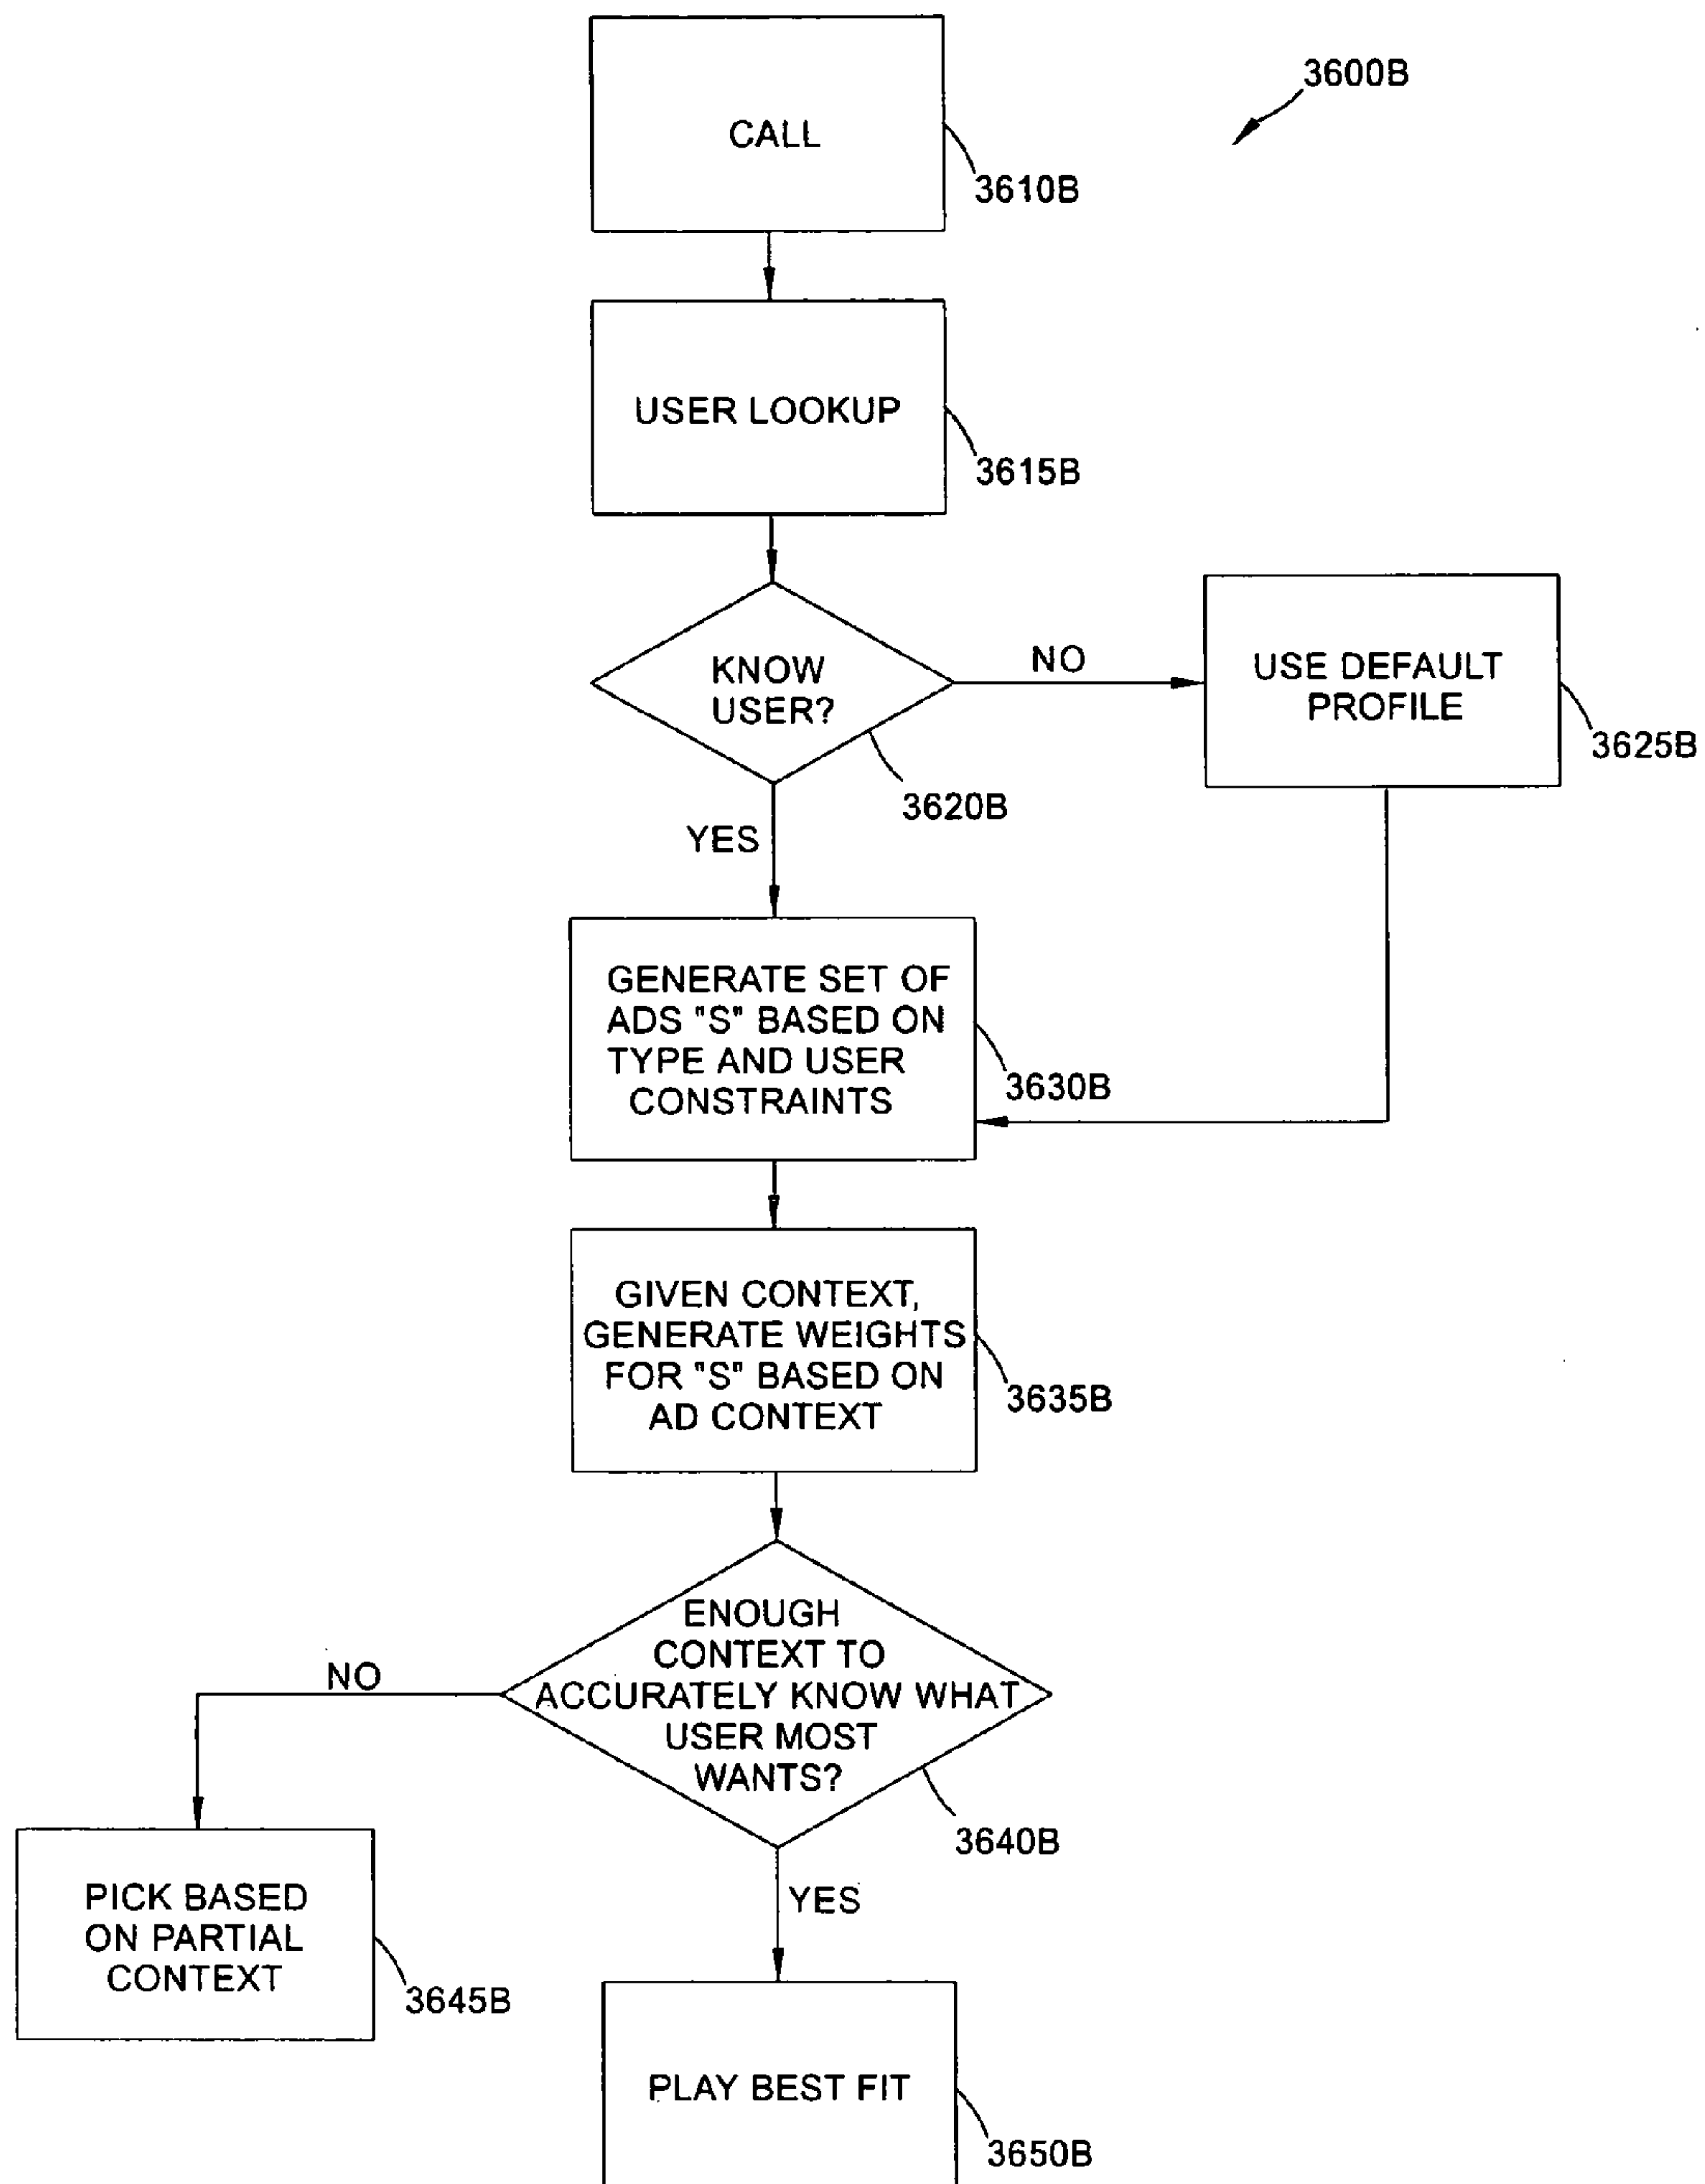 3600B
CALL
3610B
USER LOOKUP
3615B
KNOW
USER?
3620B
NO
USE DEFAULT
PROFILE
3625B
YES
GENERATE SET OF
ADS "S" BASED ON
TYPE AND USER
CONSTRAINTS
3630B
GIVEN CONTEXT,
GENERATE WEIGHTS
FOR "S" BASED ON
AD CONTEXT
3635B
ENOUGH
CONTEXT TO
ACCURATELY KNOW WHAT
USER MOST
WANTS?
3640B
NO
PICK BASED
ON PARTIAL
CONTEXT
3645B
YES
PLAY BEST FIT
3650B